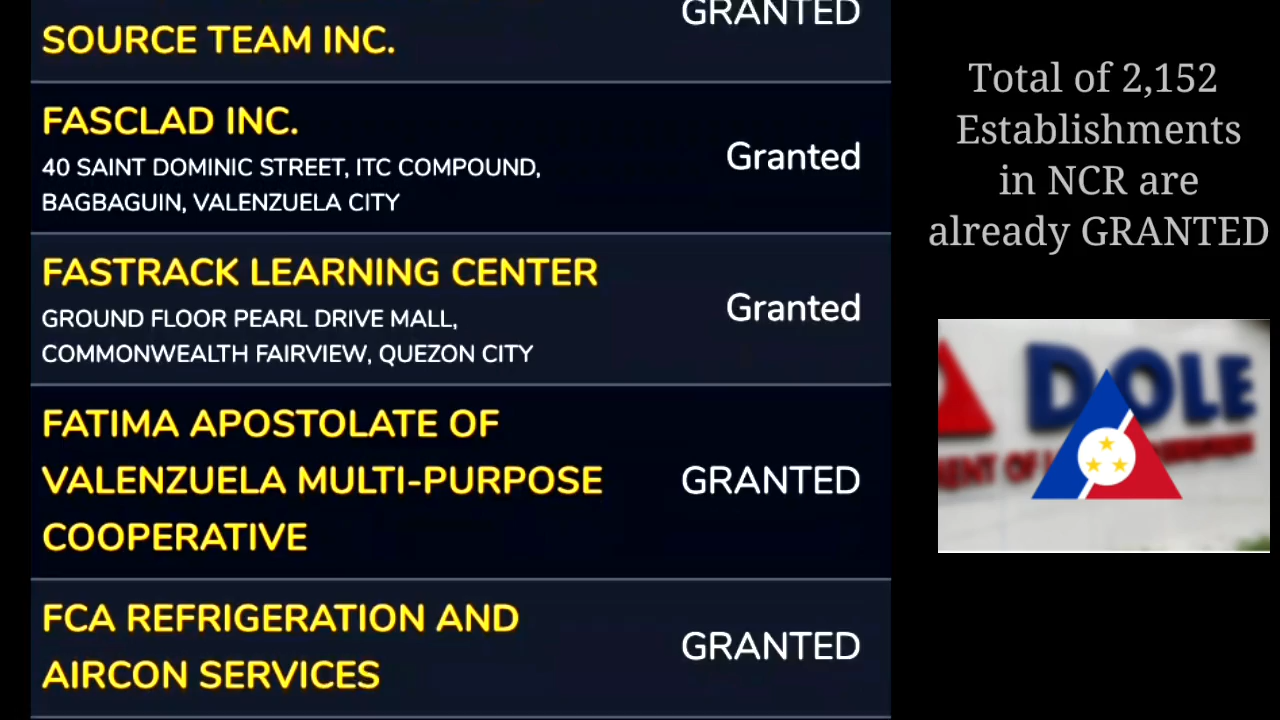 GRANTED
SOURCE TEAM INC.
FASCLAD INC.
40 SAINT DOMINIC STREET, ITC COMPOUND,
BAGBAGUIN, VALENZUELA CITY
Granted
FASTRACK LEARNING CENTER
GROUND FLOOR PEARL DRIVE MALL,
COMMONWEALTH FAIRVIEW, QUEZON CITY
Granted
FATIMA APOSTOLATE OF
VALENZUELA MULTI-PURPOSE
COOPERATIVE
GRANTED
FCA REFRIGERATION AND
AIRCON SERVICES
GRANTED
Total of 2,152
Establishments
in NCR are
already GRANTED
DOLE